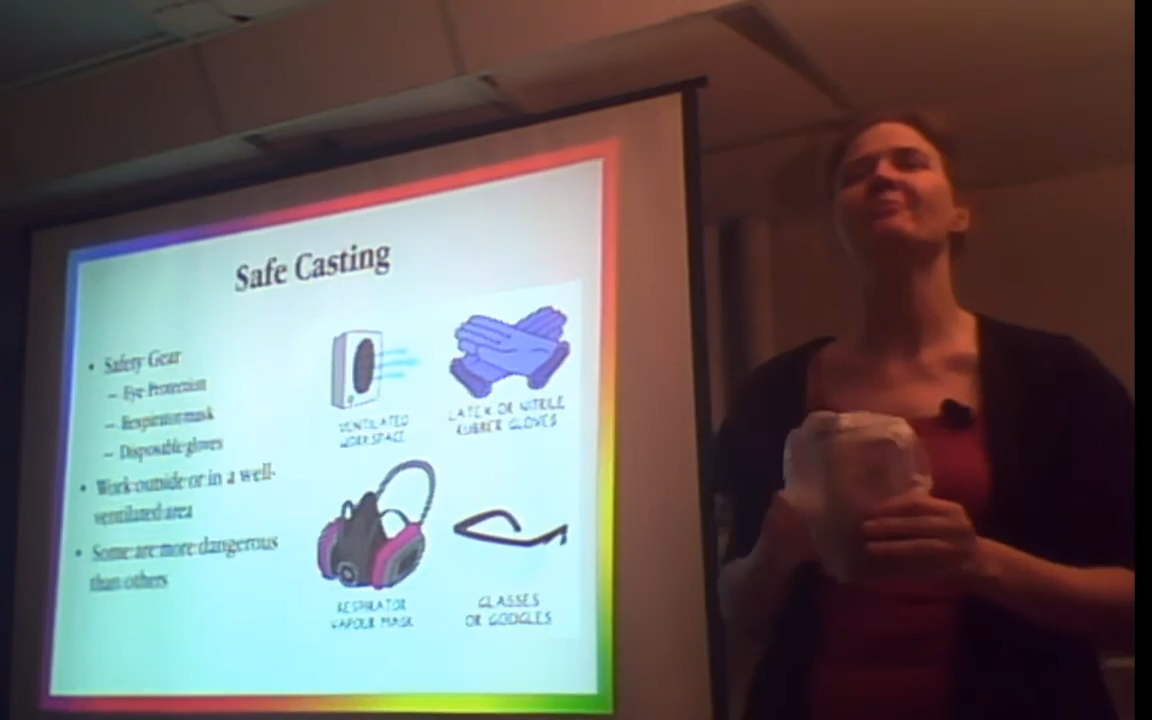 Safe Casting
• Safety Gear
– Eye Protection
– Respirator mask
– Disposable gloves
• Work outside or in a well-
ventilated area
• Some are more dangerous
than others
VENTILATED
WORKSPACE
LATEX OR NITRILE
RUBBER GLOVES
RESPIRATOR
VAPOUR MASK
GLASSES
OR GOGGLES